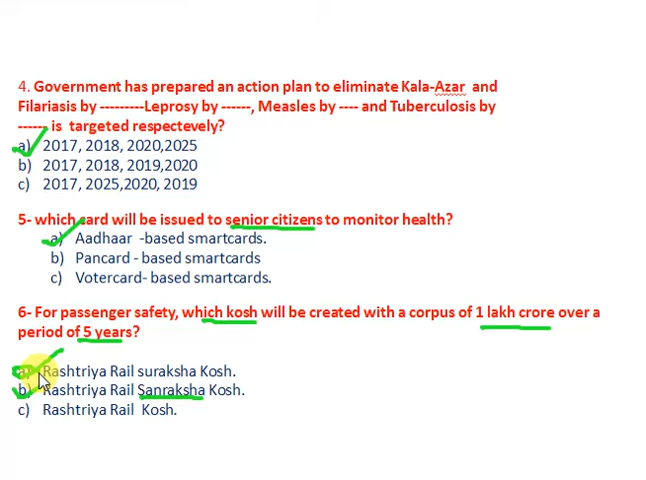 4. Government has prepared an action plan to eliminate Kala-Azar and
Filariasis by ---------Leprosy by ------, Measles by ---- and Tuberculosis by
------ is targeted respectevely?
a) 2017, 2018, 2020,2025
b) 2017, 2018, 2019,2020
c) 2017, 2025,2020, 2019
5- which card will be issued to senior citizens to monitor health?
a) Aadhaar -based smartcards.
b) Pancard - based smartcards
c) Votercard- based smartcards.
6- For passenger safety, which kosh will be created with a corpus of 1 lakh crore over a
period of 5 years?
a) Rashtriya Rail suraksha Kosh.
b) Rashtriya Rail Sanraksha Kosh.
c) Rashtriya Rail Kosh.